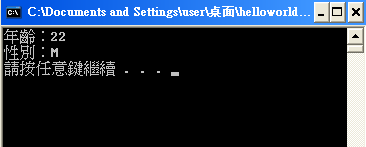 C:\Documents and Settings\user\桌面\helloworld...
年齡：22
性別：M
請按任意鍵繼續 . . .